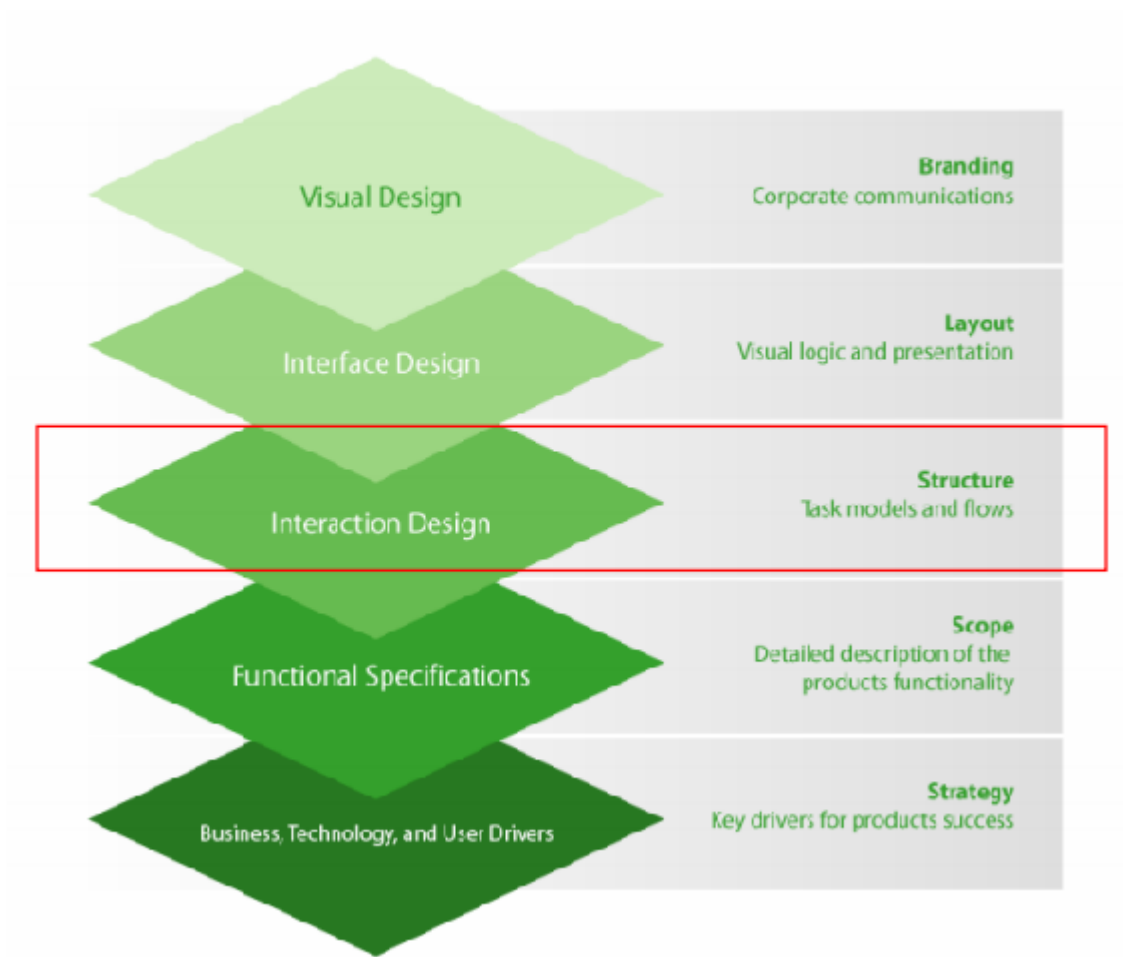 Visual Design
Branding
Corporate communications
Interface Design
Layout
Visual logic and presentation
Interaction Design
Structure
Task models and flows
Functional Specifications
Scope
Detailed description of the
products functionality
Business, Technology, and User Drivers
Strategy
Key drivers for products success